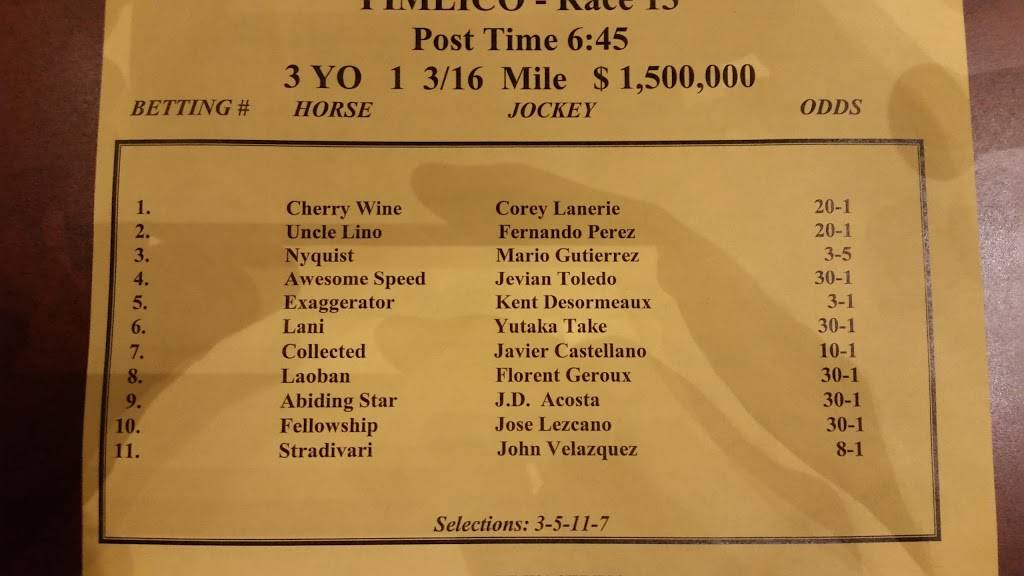 PIMLICO - Race 13
Post Time 6:45
3 YO 1 3/16 Mile $ 1,500,000
BETTING # HORSE JOCKEY ODDS
1. Cherry Wine Corey Lanerie 20-1
2. Uncle Lino Fernando Perez 20-1
3. Nyquist Mario Gutierrez 3-5
4. Awesome Speed Jevian Toledo 30-1
5. Exaggerator Kent Desormeaux 3-1
6. Lani Yutaka Take 30-1
7. Collected Javier Castellano 10-1
8. Laoban Florent Geroux 30-1
9. Abiding Star J.D. Acosta 30-1
10. Fellowship Jose Lezcano 30-1
11. Stradivari John Velazquez 8-1
Selections: 3-5-11-7